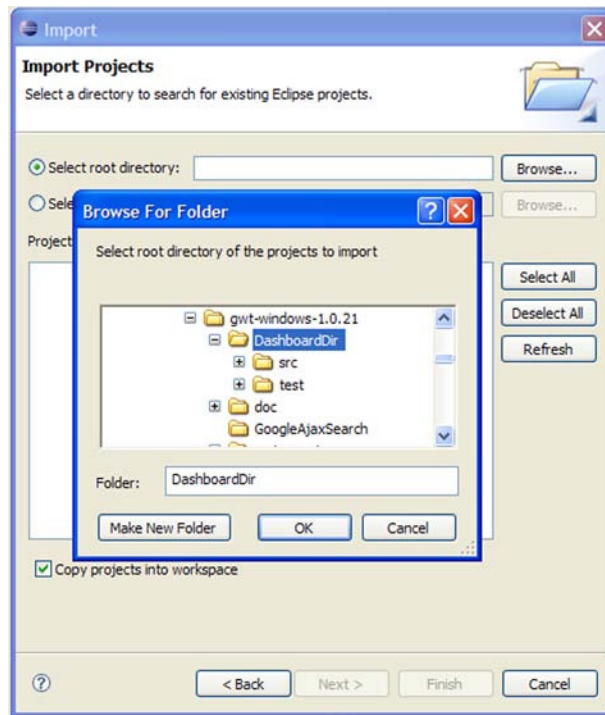 Import
Import Projects
Select a directory to search for existing Eclipse projects.
Select root directory:
Browse...
Sele
Browse...
Browse For Folder
Project
Select root directory of the projects to import
Select All
Deselect All
Refresh
gwt-windows-1.0.21
DashboardDir
src
test
doc
GoogleAjaxSearch
Folder: DashboardDir
Make New Folder OK Cancel
Copy projects into workspace
? < Back Next > Finish Cancel